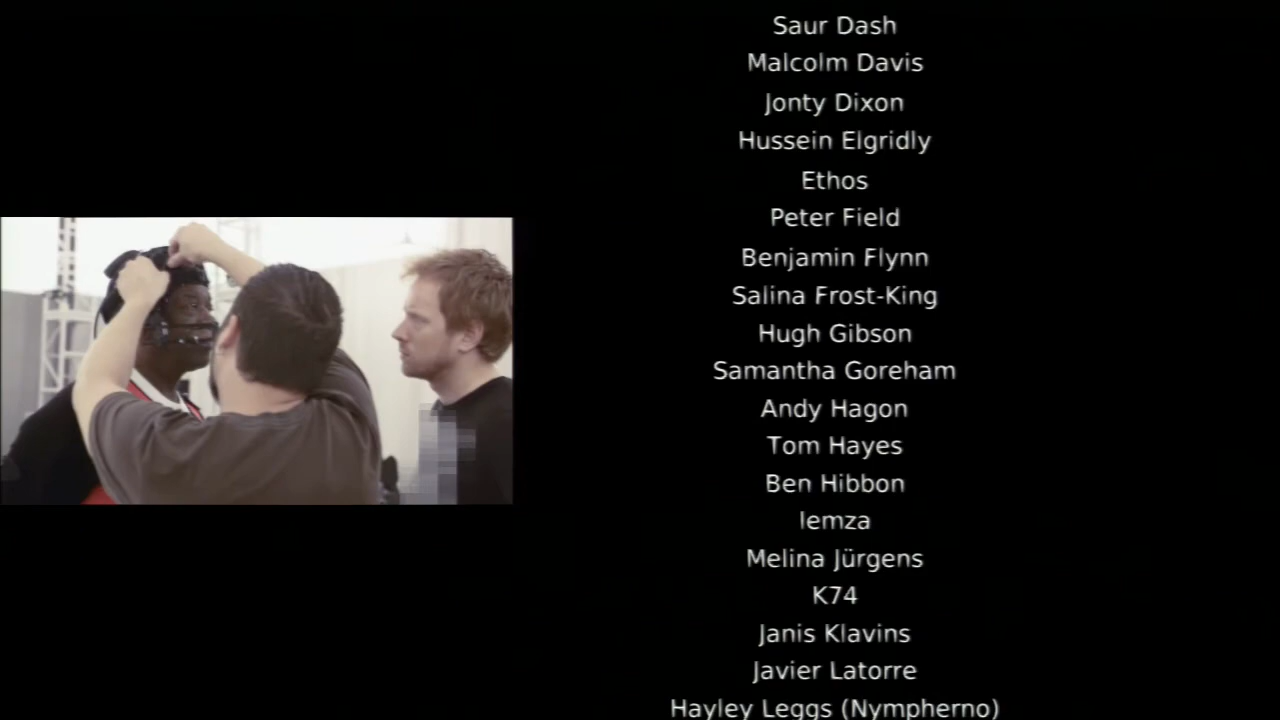 Saur Dash
Malcolm Davis
Jonty Dixon
Hussein Elgridly
Ethos
Peter Field
Benjamin Flynn
Salina Frost-King
Hugh Gibson
Samantha Goreham
Andy Hagon
Tom Hayes
Ben Hibbon
lemza
Melina Jürgens
K74
Janis Klavins
Javier Latorre
Hayley Leggs (Nympherno)